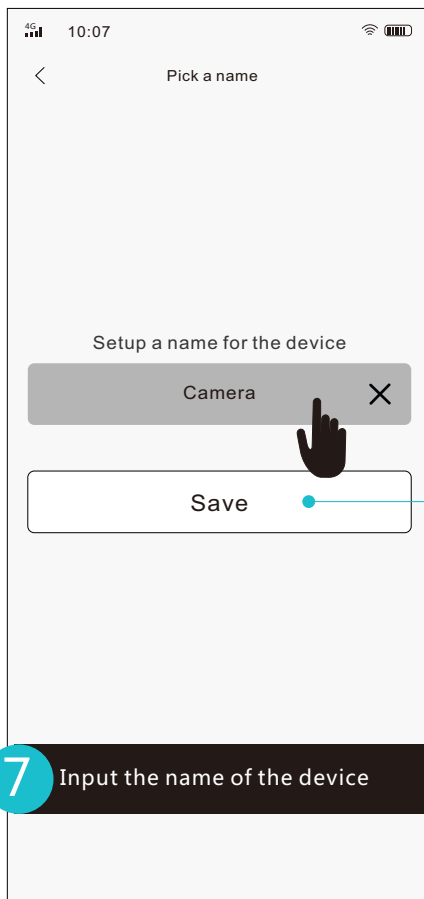 4G
10:07
Pick a name
Setup a name for the device
Camera
Save
7
Input the name of the device